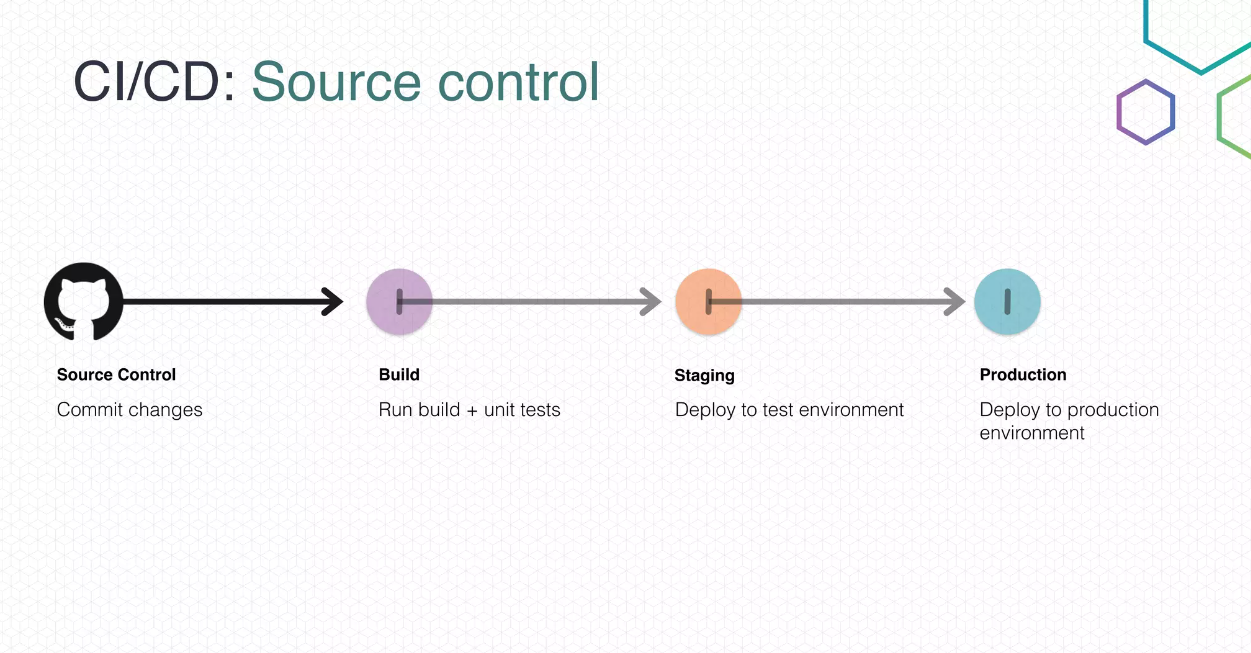 CI/CD: Source control
Source Control
Commit changes
Build
Run build + unit tests
Staging
Deploy to test environment
Production
Deploy to production
environment